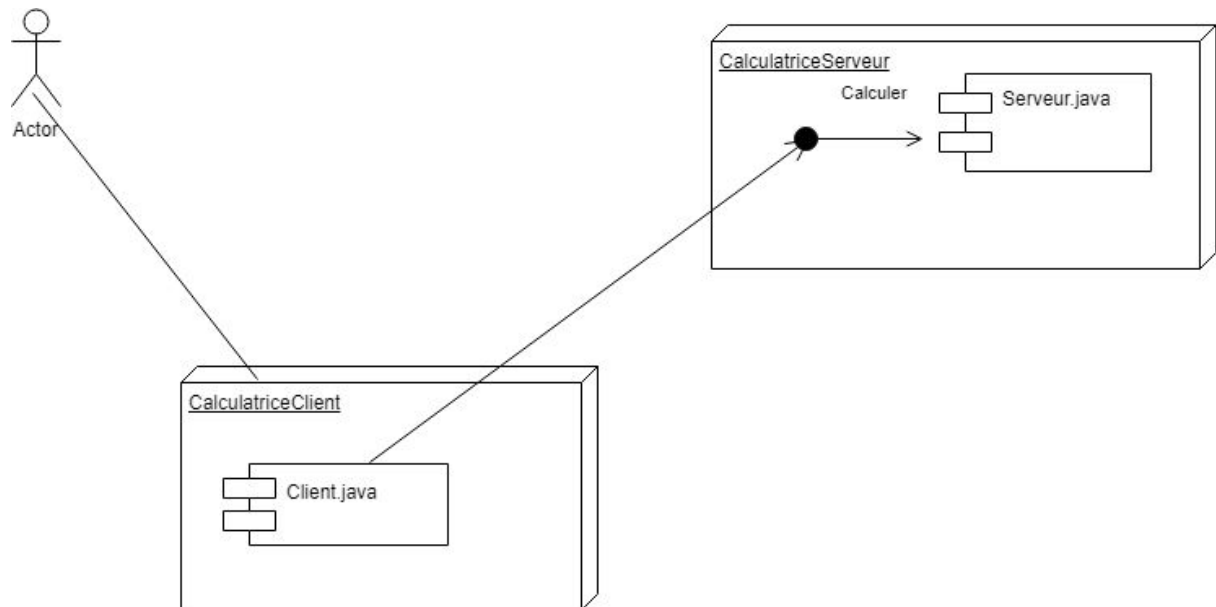 Actor
CalculatriceServeur
Calculer
Serveur.java
CalculatriceClient
Client.java